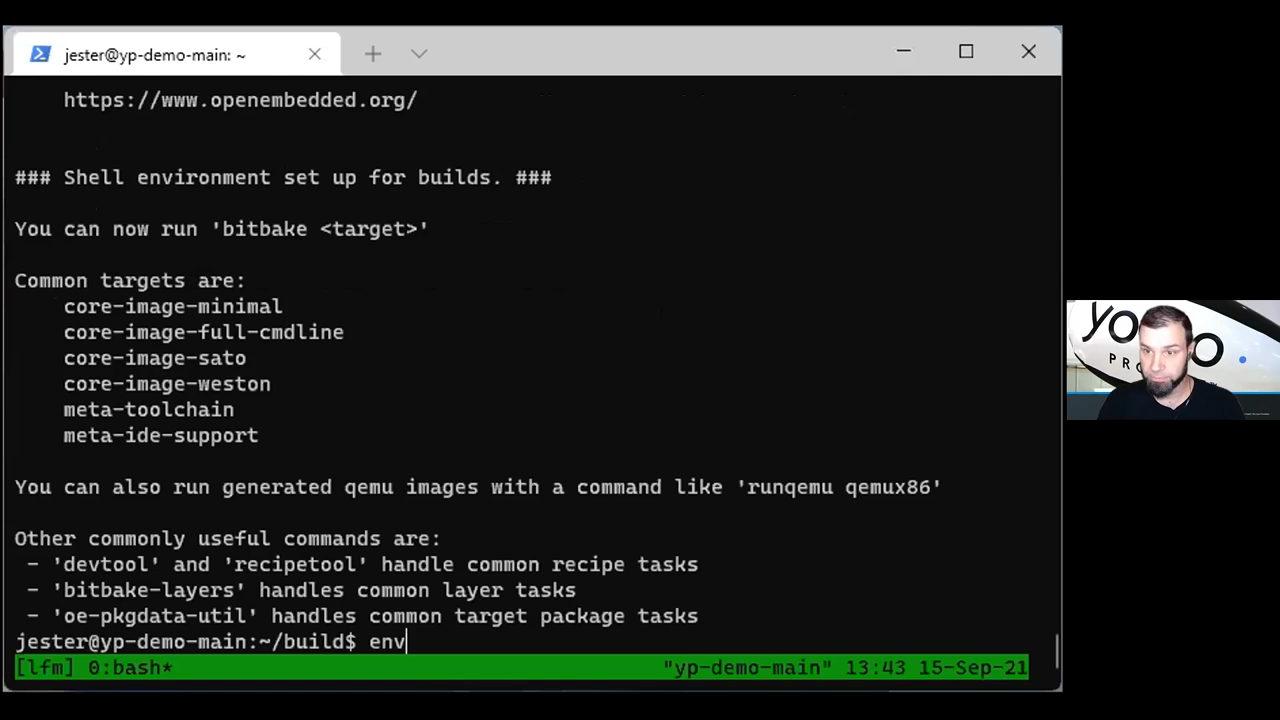 jester@yp-demo-main: ~
https://www.openembedded.org/
### Shell environment set up for builds. ###
You can now run 'bitbake <target>'
Common targets are:
core-image-minimal
core-image-full-cmdline
core-image-sato
core-image-weston
meta-toolchain
meta-ide-support
You can also run generated qemu images with a command like 'runqemu qemux86'
Other commonly useful commands are:
- 'devtool' and 'recipetool' handle common recipe tasks
- 'bitbake-layers' handles common layer tasks
- 'oe-pkgdata-util' handles common target package tasks
jester@yp-demo-main:~/build$ env
[lfm] 0:bash* "yp-demo-main" 13:43 15-Sep-21